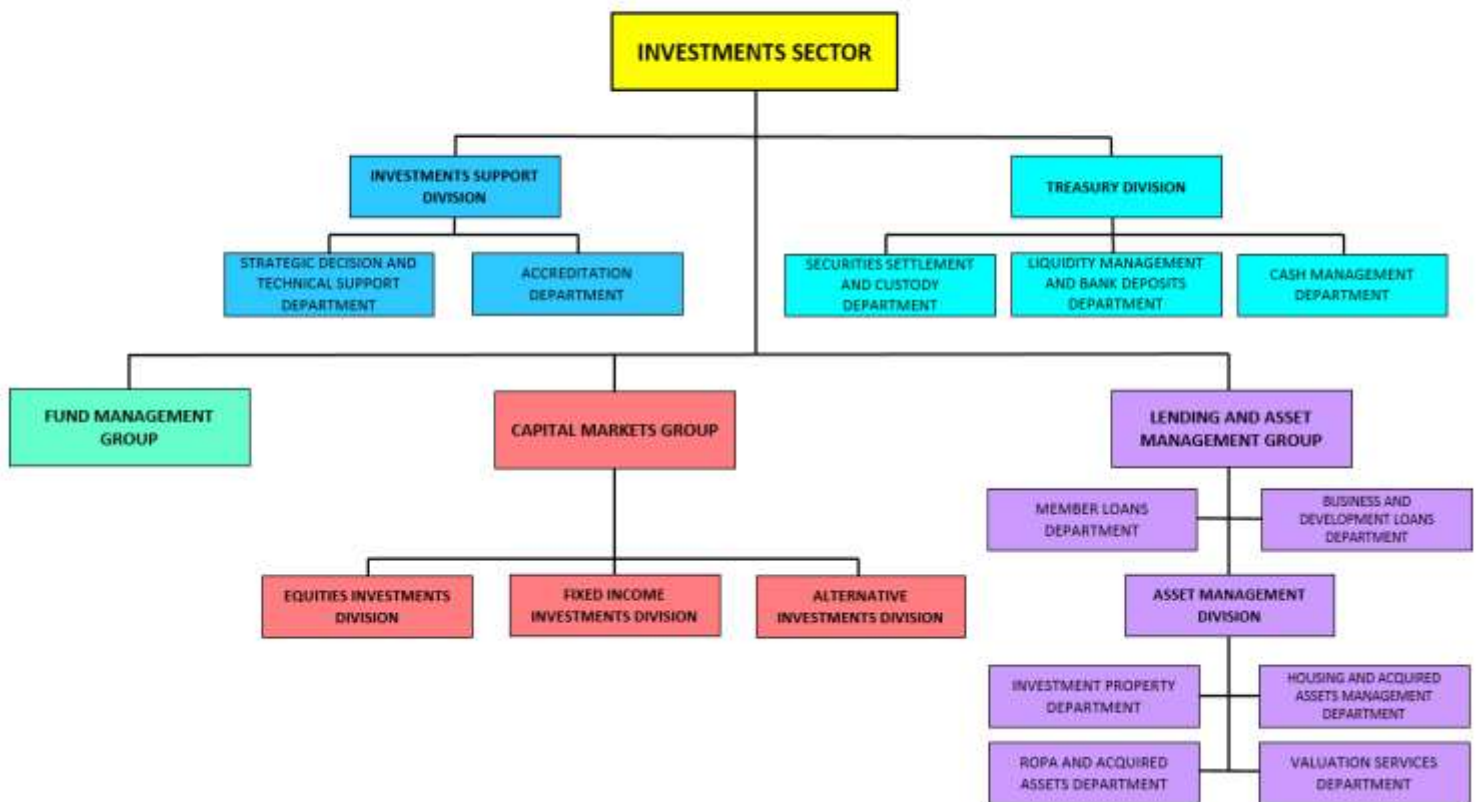 INVESTMENTS SECTOR
INVESTMENTS SUPPORT
DIVISION
TREASURY DIVISION
STRATEGIC DECISION AND
TECHNICAL SUPPORT
DEPARTMENT
ACCREDITATION
DEPARTMENT
SECURITIES SETTLEMENT
AND CUSTODY
DEPARTMENT
LIQUIDITY MANAGEMENT
AND BANK DEPOSITS
DEPARTMENT
CASH MANAGEMENT
DEPARTMENT
FUND MANAGEMENT
GROUP
CAPITAL MARKETS GROUP
LENDING AND ASSET
MANAGEMENT GROUP
MEMBER LOANS
DEPARTMENT
BUSINESS AND
DEVELOPMENT LOANS
DEPARTMENT
EQUITIES INVESTMENTS
DIVISION
FIXED INCOME
INVESTMENTS DIVISION
ALTERNATIVE
INVESTMENTS DIVISION
ASSET MANAGEMENT
DIVISION
INVESTMENT PROPERTY
DEPARTMENT
HOUSING AND ACQUIRED
ASSETS MANAGEMENT
DEPARTMENT
ROPA AND ACQUIRED
ASSETS DEPARTMENT
VALUATION SERVICES
DEPARTMENT